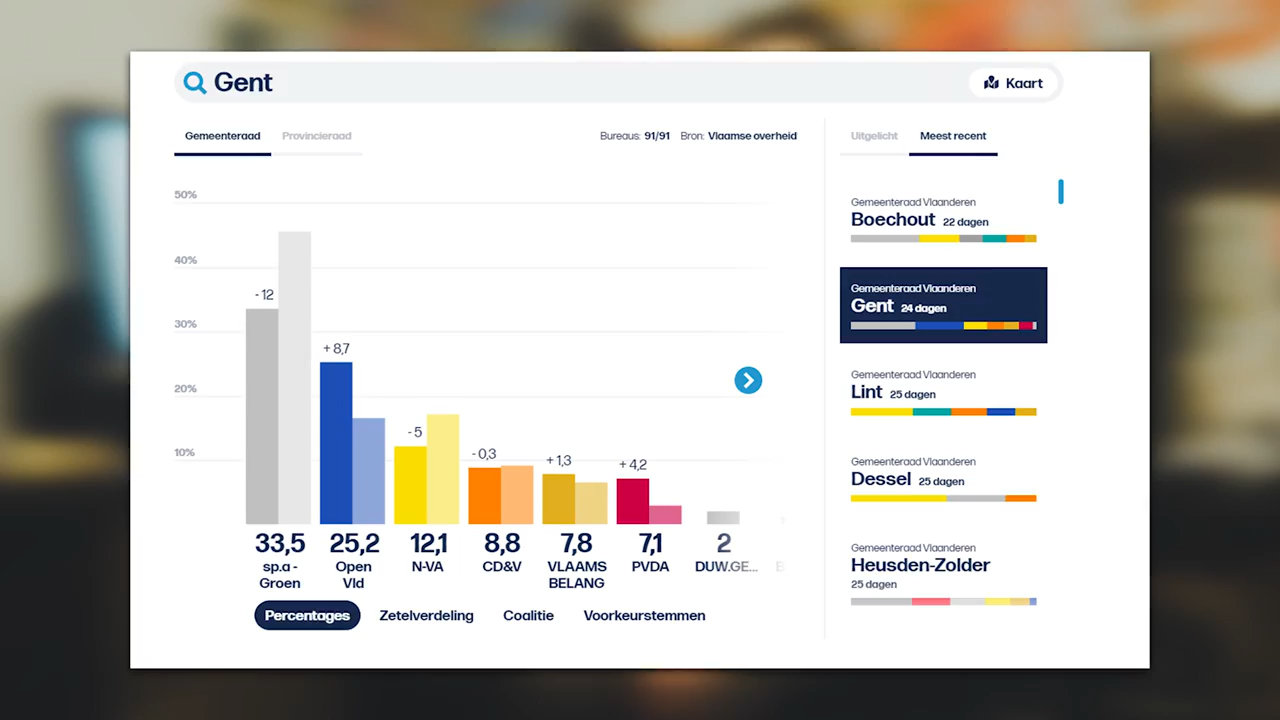 Gent
Kaart
Gemeenteraad
Provincieraad
Bureaus: 91/91 Bron: Vlaamse overheid
Uitgelicht
Meest recent
50%
40%
30%
20%
10%
- 12
+ 8,7
- 5
- 0,3
+ 1,3
+ 4,2
33,5
sp.a -
Groen
25,2
Open
Vld
12,1
N-VA
8,8
CD&V
7,8
VLAAMS
BELANG
7,1
PVDA
2
DUW.GE...
Percentages
Zetelverdeling
Coalitie
Voorkeurstemmen
Gemeenteraad Vlaanderen
Boechout 22 dagen
Gemeenteraad Vlaanderen
Gent 24 dagen
Gemeenteraad Vlaanderen
Lint 25 dagen
Gemeenteraad Vlaanderen
Dessel 25 dagen
Gemeenteraad Vlaanderen
Heusden-Zolder
25 dagen